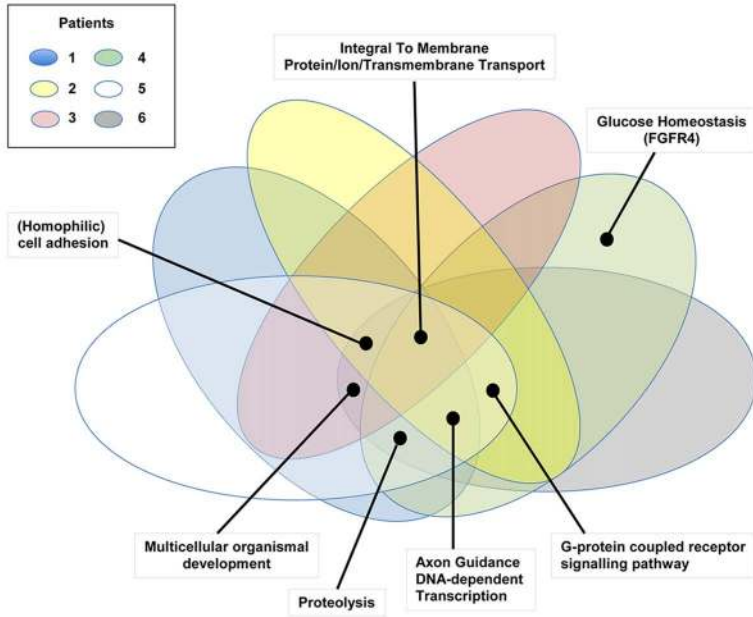 Patients
1
4
2
5
3
6
Integral To Membrane
Protein/Ion/Transmembrane Transport
Glucose Homeostasis
(FGFR4)
(Homophilic)
cell adhesion
Multicellular organismal
development
Proteolysis
Axon Guidance
DNA-dependent
Transcription
G-protein coupled receptor
signalling pathway